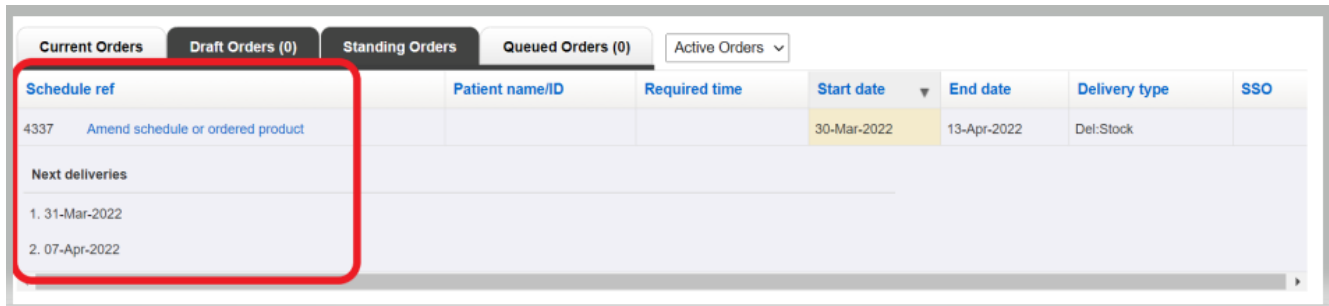 Current Orders Draft Orders (0) Standing Orders Queued Orders (0) Active Orders
Schedule ref Patient name/ID Required time Start date End date Delivery type SSO
4337 Amend schedule or ordered product 30-Mar-2022 13-Apr-2022 Del:Stock
Next deliveries
1. 31-Mar-2022
2. 07-Apr-2022